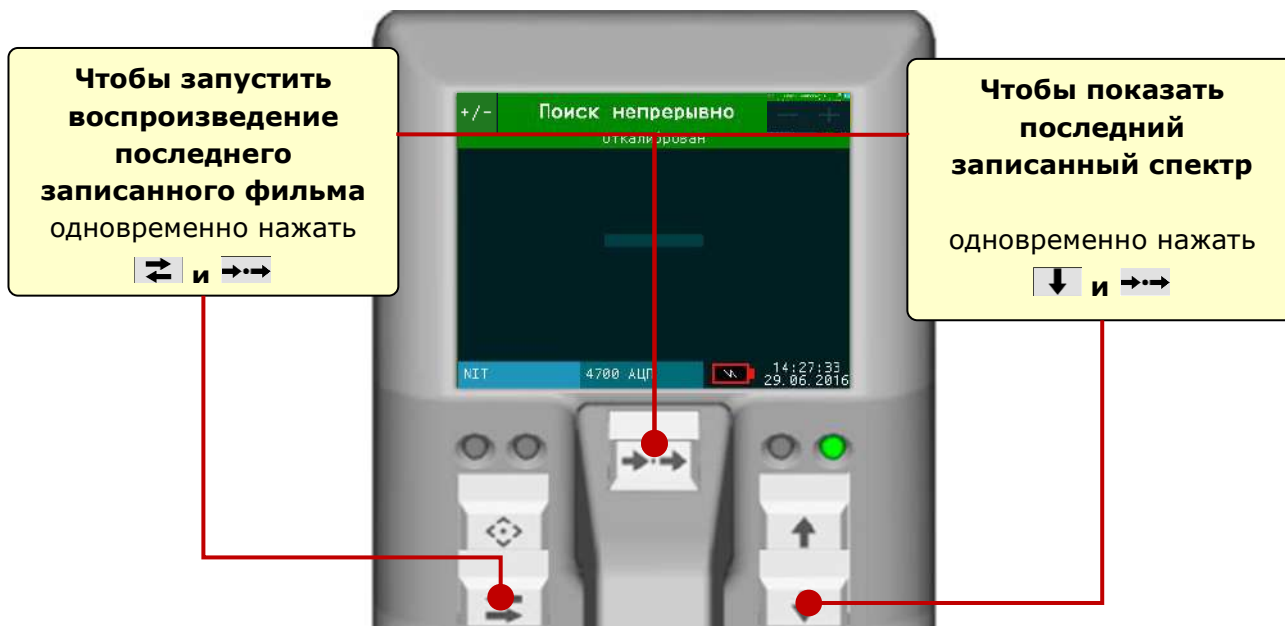 Чтобы запустить
воспроизведение
последнего
записанного фильма
одновременно нажать
и
+/-
Поиск непрерывно
откалиброван
- +
NIT
4700 АЦП
14:27:33
29.06.2016
Чтобы показать
последний
записанный спектр
одновременно нажать
и